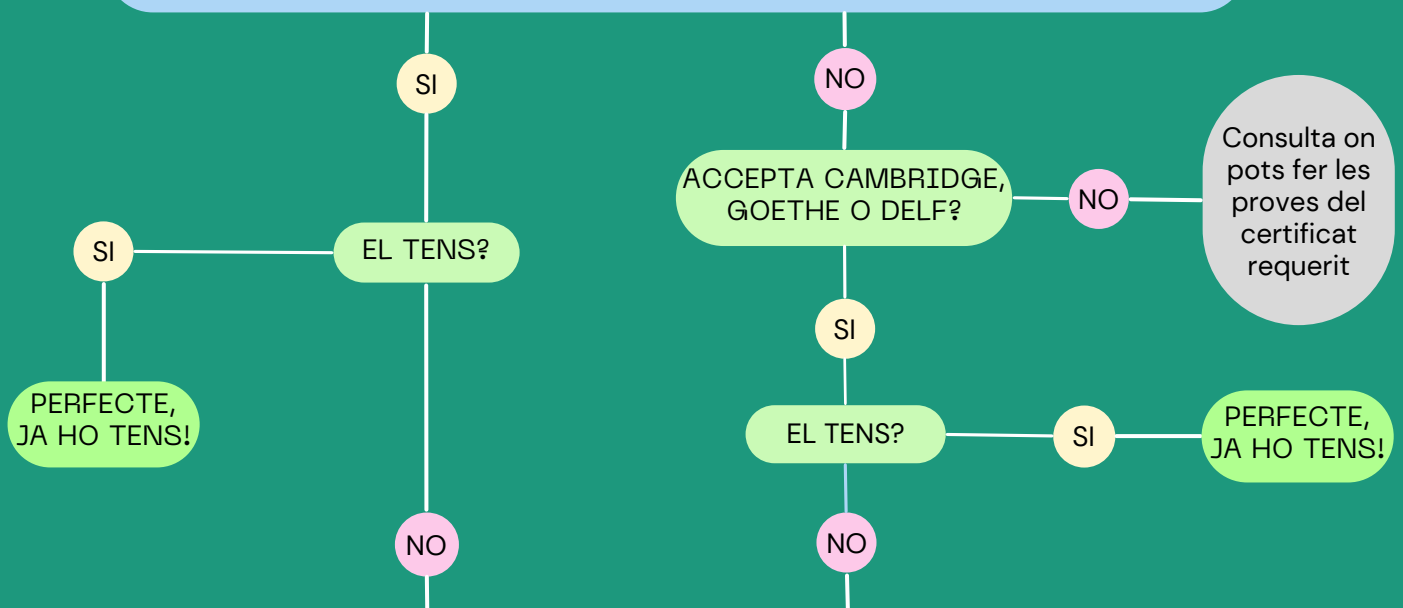 SI
NO
Consulta on
pots fer les
proves del
certificat
requerit
ACCEPTA CAMBRIDGE,
GOETHE O DELF?
NO
SI
EL TENS?
SI
PERFECTE,
JA HO TENS!
EL TENS?
SI
PERFECTE,
JA HO TENS!
NO
NO